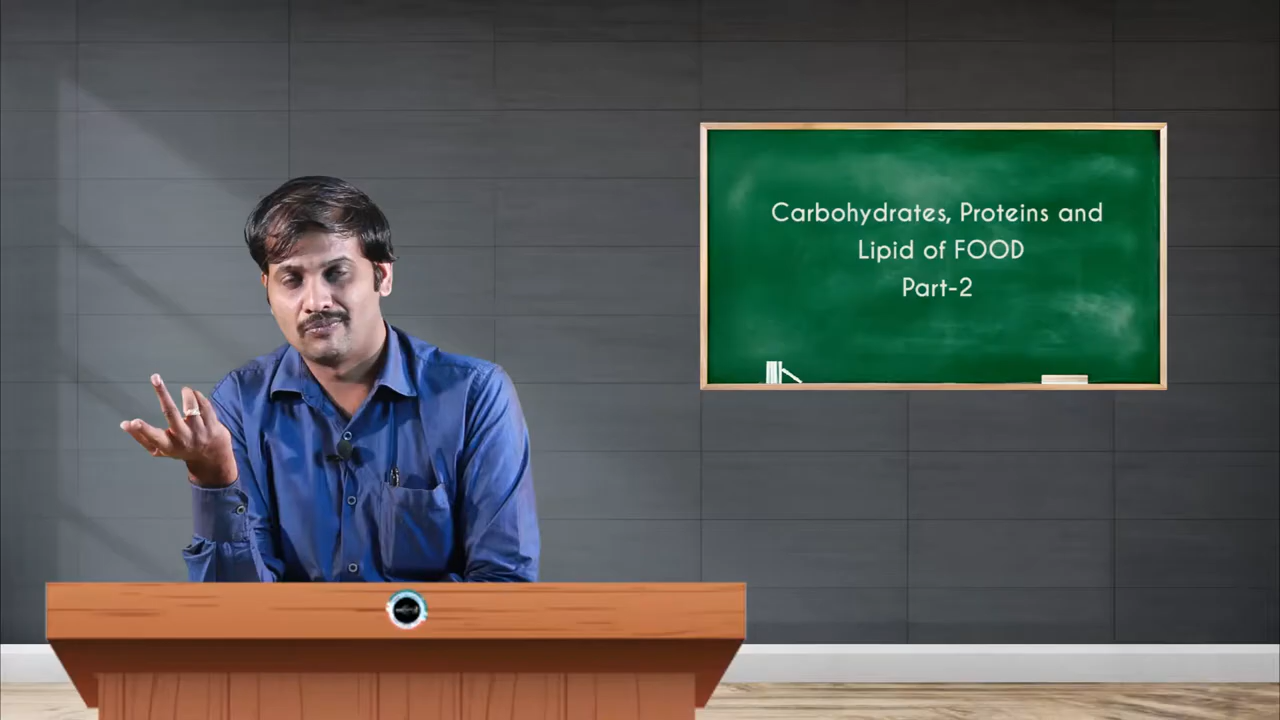 Carbohydrates, Proteins and
Lipid of FOOD
Part-2